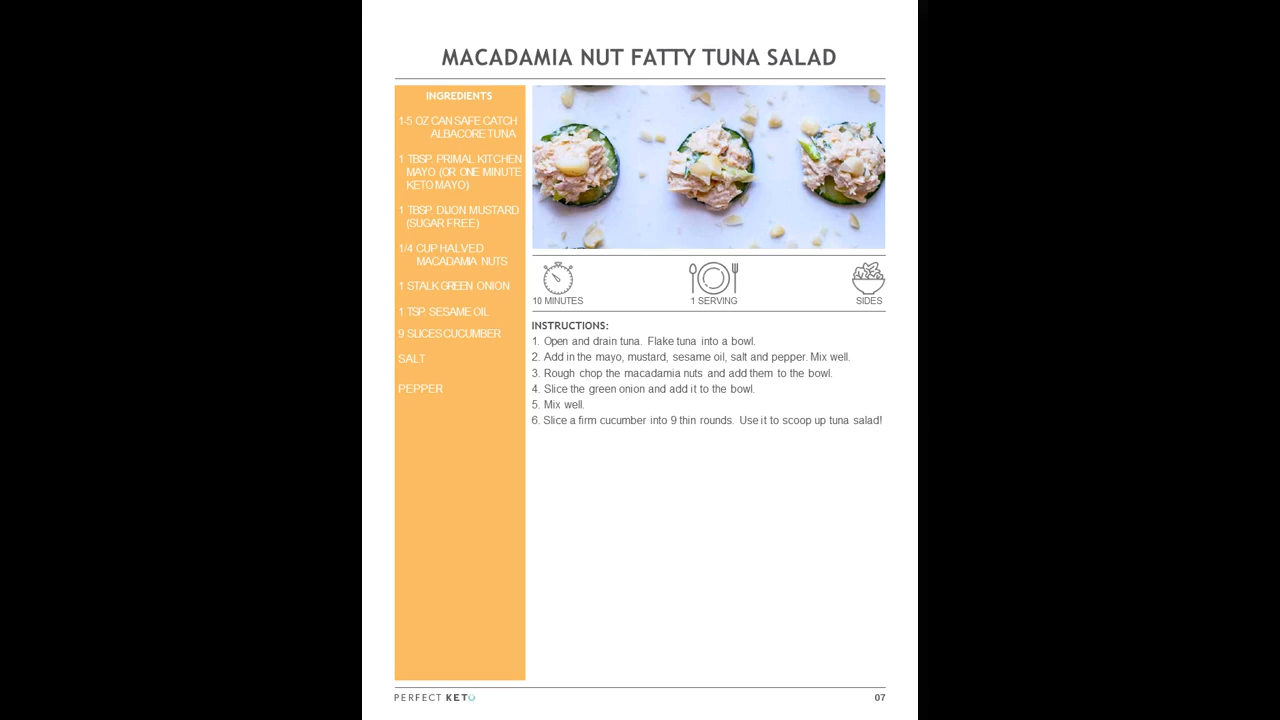 MACADAMIA NUT FATTY TUNA SALAD
INGREDIENTS
1-5 OZ CAN SAFE CATCH
ALBACORE TUNA
1 TBSP. PRIMAL KITCHEN
MAYO (OR ONE MINUTE
KETO MAYO)
1 TBSP. DIJON MUSTARD
(SUGAR FREE)
1/4 CUP HALVED
MACADAMIA NUTS
1 STALK GREEN ONION
1 TSP. SESAME OIL
9 SLICES CUCUMBER
SALT
PEPPER
10 MINUTES
1 SERVING
SIDES
INSTRUCTIONS:
1. Open and drain tuna. Flake tuna into a bowl.
2. Add in the mayo, mustard, sesame oil, salt and pepper. Mix well.
3. Rough chop the macadamia nuts and add them to the bowl.
4. Slice the green onion and add it to the bowl.
5. Mix well.
6. Slice a firm cucumber into 9 thin rounds. Use it to scoop up tuna salad!
PERFECT KETO
07